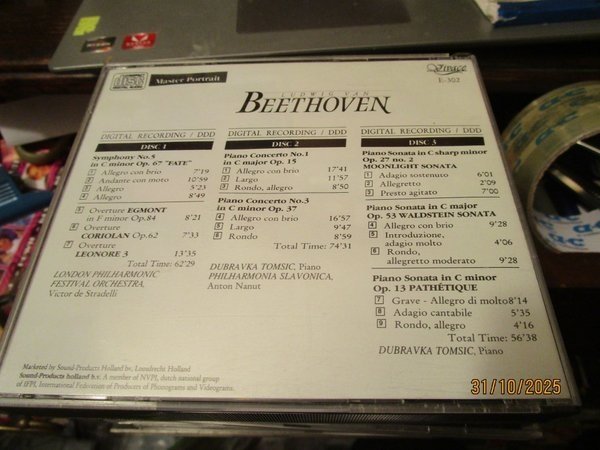 COMPACT
disc
DIGITAL AUDIO
Master Portrait
Vivace
E-302
LUDWIG VAN
BEETHOVEN
DIGITAL RECORDING / DDD
DISC 1
Symphony No.5
in C minor Op. 67 "FATE"
1 Allegro con brio 7'19
2 Andante con moto 10'59
3 Allegro 5'23
4 Allegro 8'49
5 Overture EGMONT
in F minor Op.84 8'21
6 Overture
CORIOLAN Op.62 7'33
7 Overture
LEONORE 3 13'35
Total Time: 62'29
LONDON PHILHARMONIC
FESTIVAL ORCHESTRA,
Victor de Stradelli
DIGITAL RECORDING / DDD
DISC 2
Piano Concerto No.1
in C major Op. 15
1 Allegro con brio 17'41
2 Largo 11'57
3 Rondo, allegro 8'50
Piano Concerto No.3
in C minor Op. 37
4 Allegro con brio 16'57
5 Largo 9'47
6 Rondo 8'59
Total Time: 74'31
DUBRAVKA TOMSIC, Piano
PHILHARMONIA SLAVONICA,
Anton Nanut
DIGITAL RECORDING / DDD
DISC 3
Piano Sonata in C sharp minor
Op. 27 no. 2
MOONLIGHT SONATA
1 Adagio sostenuto 6'01
2 Allegretto 2'09
3 Presto agitato 7'00
Piano Sonata in C major
Op. 53 WALDSTEIN SONATA
4 Allegro con brio 9'28
5 Introduzione,
adagio molto 4'06
6 Rondo,
allegretto moderato 9'28
Piano Sonata in C minor
Op. 13 PATHÉTIQUE
7 Grave - Allegro di molto 8'14
8 Adagio cantabile 5'35
9 Rondo, allegro 4'16
Total Time: 56'38
DUBRAVKA TOMSIC, Piano
Marketed by Sound-Products Holland bv, Loosdrecht Holland
Sound-Products holland b.v. A member of NVPI, dutch national group
of IFPI, International Federation of Producers of Phonograms and Videograms.
31/10/2025